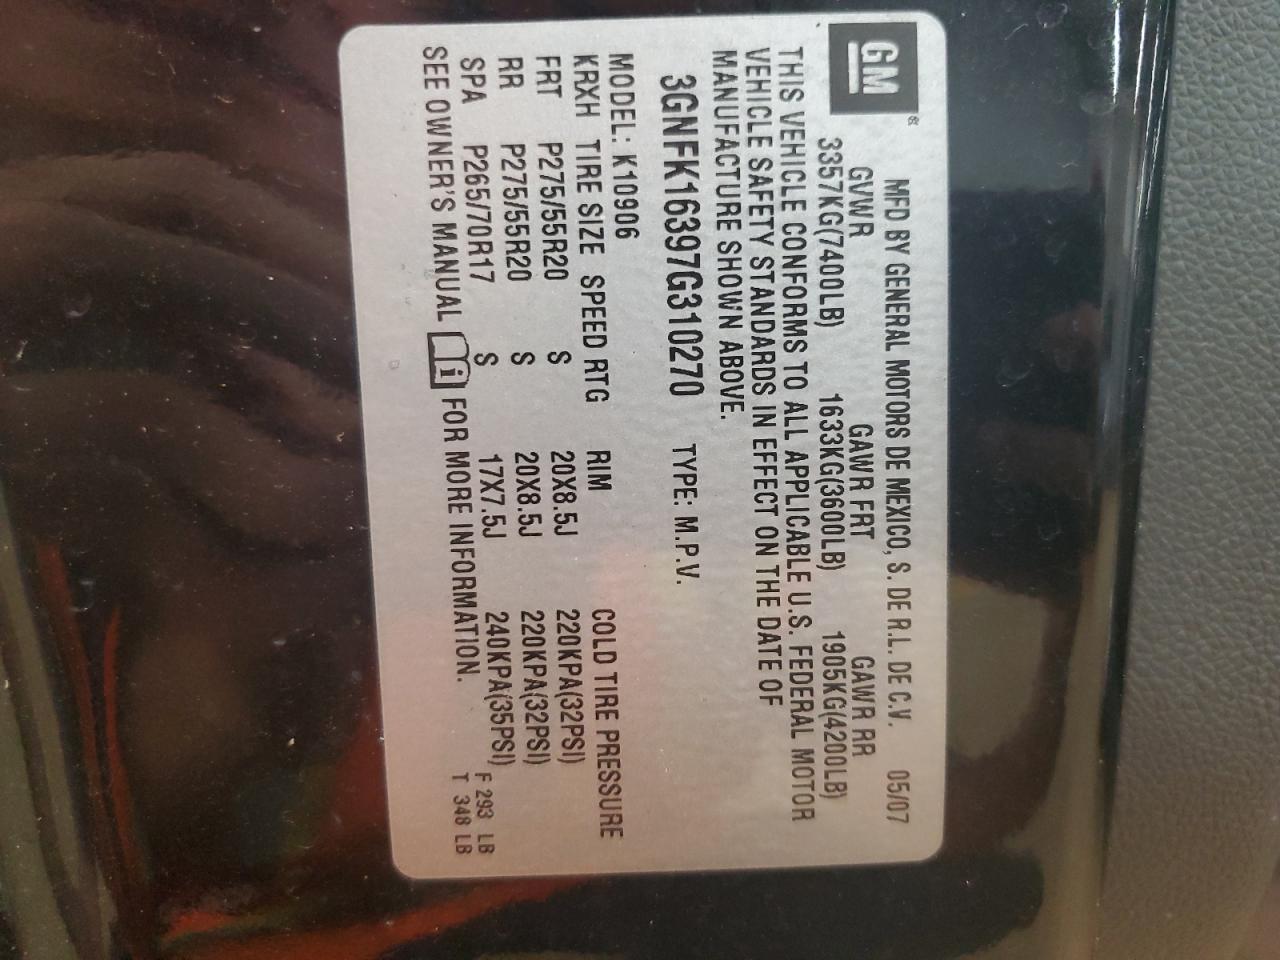 GM
MFD BY GENERAL MOTORS DE MEXICO, S. DE R.L. DE C.V. 05/07
GVWR GAWR FRT GAWR RR
3357KG(7400LB) 1633KG(3600LB) 1905KG(4200LB)
THIS VEHICLE CONFORMS TO ALL APPLICABLE U.S. FEDERAL MOTOR
VEHICLE SAFETY STANDARDS IN EFFECT ON THE DATE OF
MANUFACTURE SHOWN ABOVE.
3GNFK16397G310270 TYPE: M.P.V.
MODEL: K10906
KRXH TIRE SIZE SPEED RTG RIM COLD TIRE PRESSURE
FRT P275/55R20 S 20X8.5J 220KPA(32PSI)
RR P275/55R20 S 20X8.5J 220KPA(32PSI)
SPA P265/70R17 S 17X7.5J 240KPA(35PSI) F 293 LB
SEE OWNER'S MANUAL i FOR MORE INFORMATION. T 348 LB